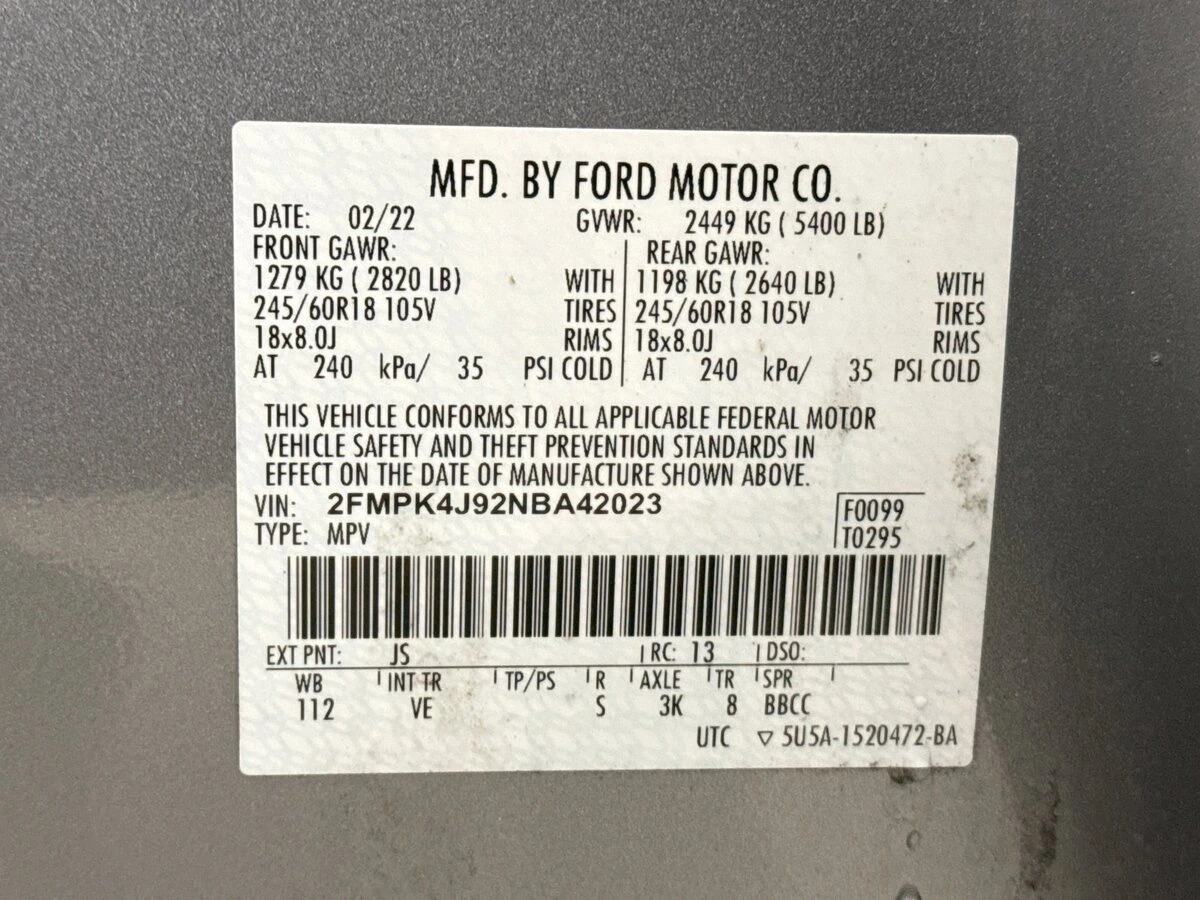 MFD. BY FORD MOTOR CO.
DATE: 02/22 GVWR: 2449 KG ( 5400 LB)
FRONT GAWR: REAR GAWR:
1279 KG ( 2820 LB) WITH 1198 KG ( 2640 LB) WITH
245/60R18 105V TIRES 245/60R18 105V TIRES
18x8.0J RIMS 18x8.0J RIMS
AT 240 kPa/ 35 PSI COLD AT 240 kPa/ 35 PSI COLD
THIS VEHICLE CONFORMS TO ALL APPLICABLE FEDERAL MOTOR
VEHICLE SAFETY AND THEFT PREVENTION STANDARDS IN
EFFECT ON THE DATE OF MANUFACTURE SHOWN ABOVE.
VIN: 2FMPK4J92NBA42023 F0099
TYPE: MPV T0295
EXT PNT: JS RC: 13 DSO:
WB INT TR TP/PS R AXLE TR SPR
112 VE S 3K 8 BBCC
UTC ▽ 5U5A-1520472-BA